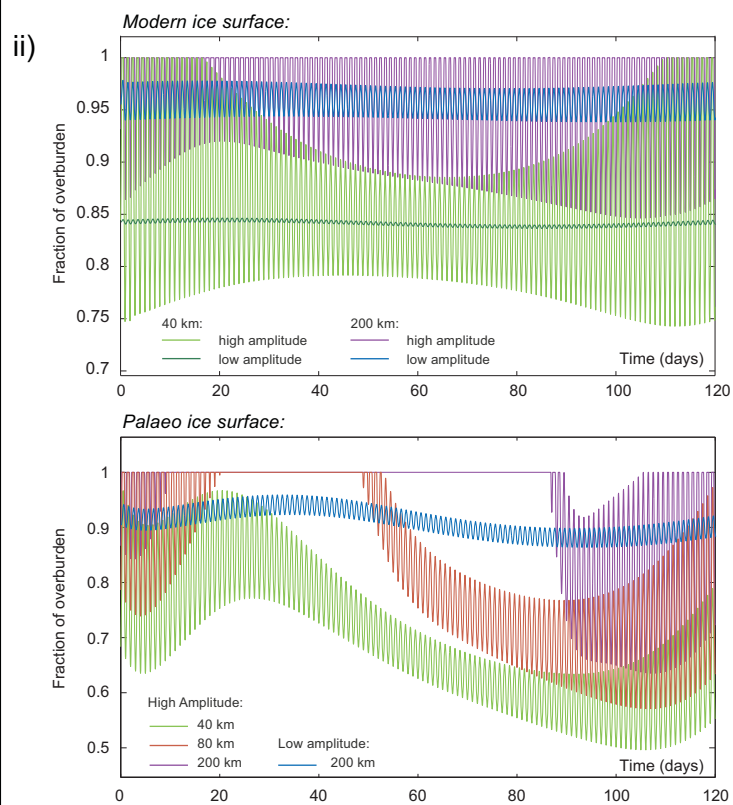 ii)
Modern ice surface:
Fraction of overburden
1
0.95
0.9
0.85
0.8
0.75
0.7
40 km:
high amplitude
low amplitude
200 km:
high amplitude
low amplitude
Time (days)
0 20 40 60 80 100 120
Palaeo ice surface:
Fraction of overburden
1
0.9
0.8
0.7
0.6
0.5
High Amplitude:
40 km
80 km
200 km
Low amplitude:
200 km
Time (days)
0 20 40 60 80 100 120